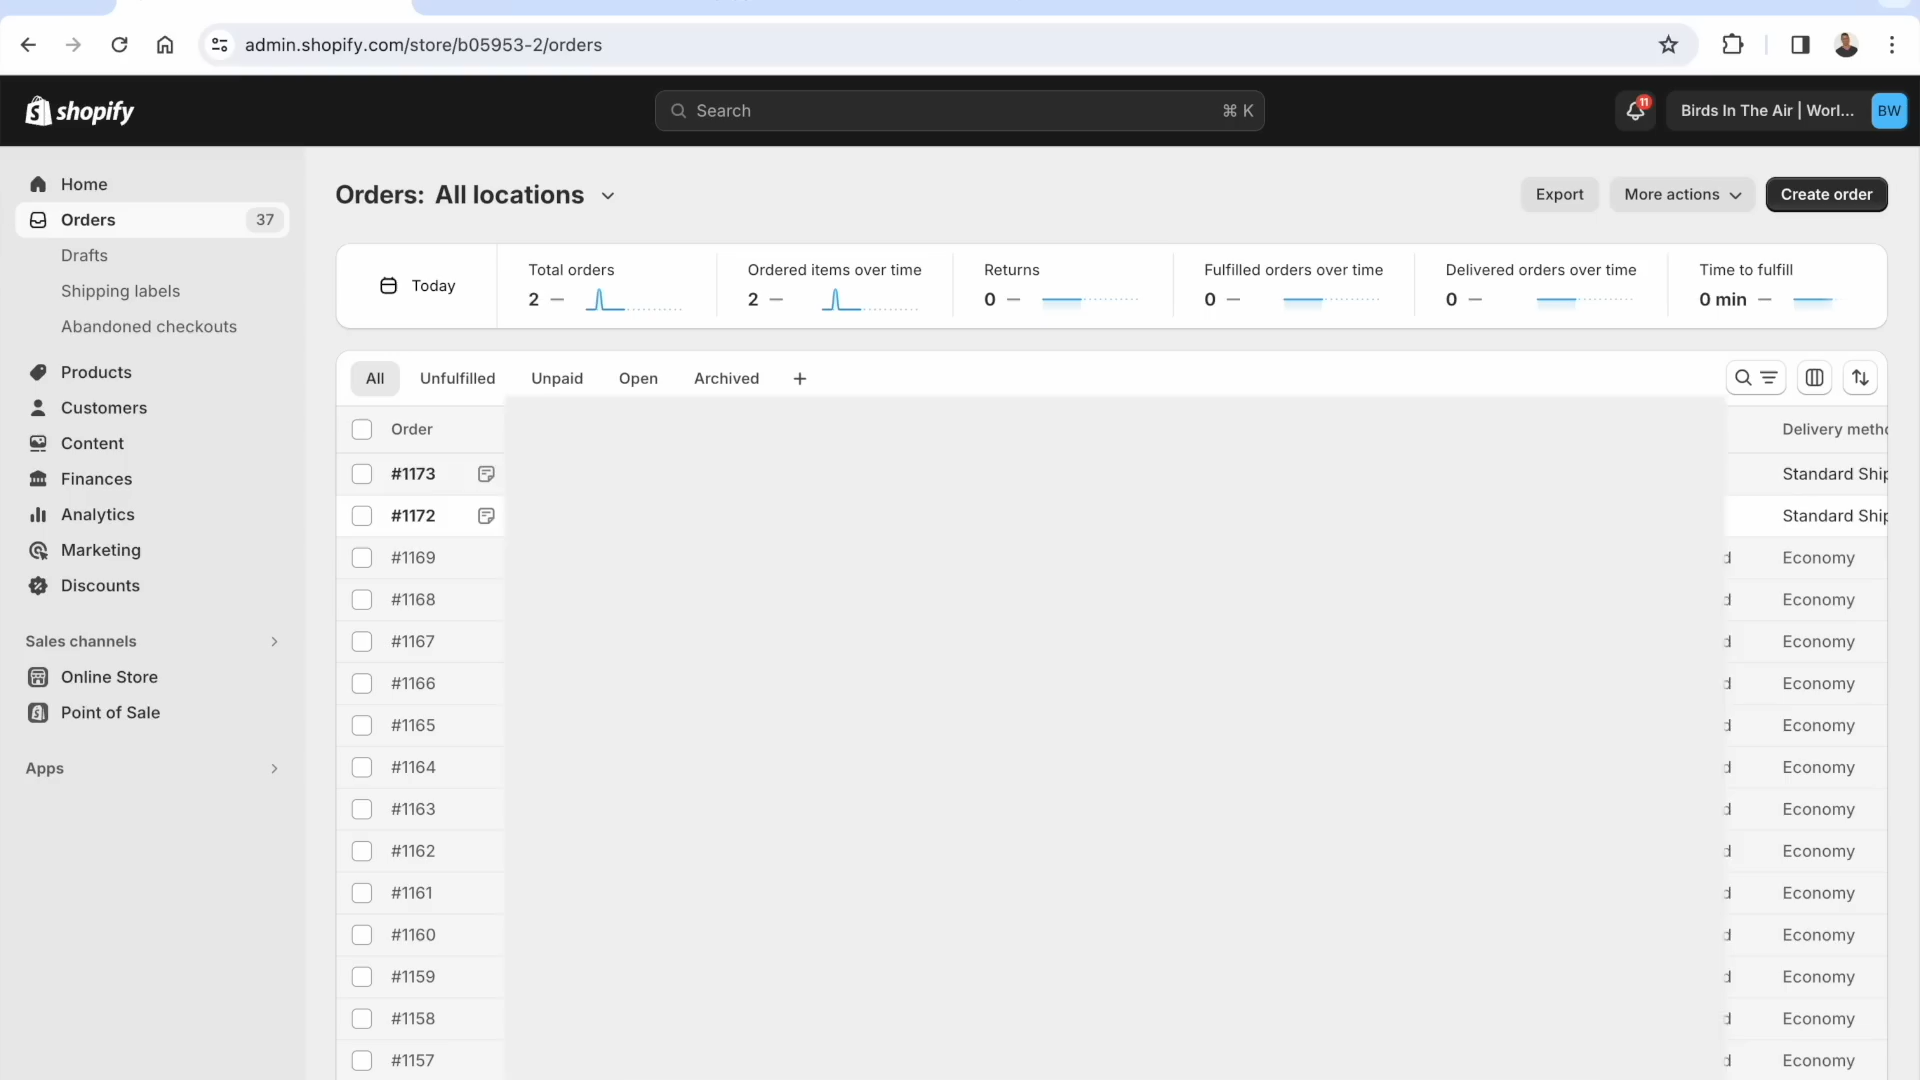 admin.shopify.com/store/b05953-2/orders
shopify
Search
⌘ K
11
Birds In The Air | Worl...
BW
Home
Orders
37
Drafts
Shipping labels
Abandoned checkouts
Products
Customers
Content
Finances
Analytics
Marketing
Discounts
Sales channels
Online Store
Point of Sale
Apps
Orders: All locations
Export
More actions
Create order
Today
Total orders
2 —
Ordered items over time
2 —
Returns
0 —
Fulfilled orders over time
0 —
Delivered orders over time
0 —
Time to fulfill
0 min —
All
Unfulfilled
Unpaid
Open
Archived
+
Order
Delivery metho
#1173
Standard Ship
#1172
Standard Ship
#1169
d Economy
#1168
d Economy
#1167
d Economy
#1166
d Economy
#1165
d Economy
#1164
d Economy
#1163
d Economy
#1162
d Economy
#1161
d Economy
#1160
d Economy
#1159
d Economy
#1158
d Economy
#1157
d Economy